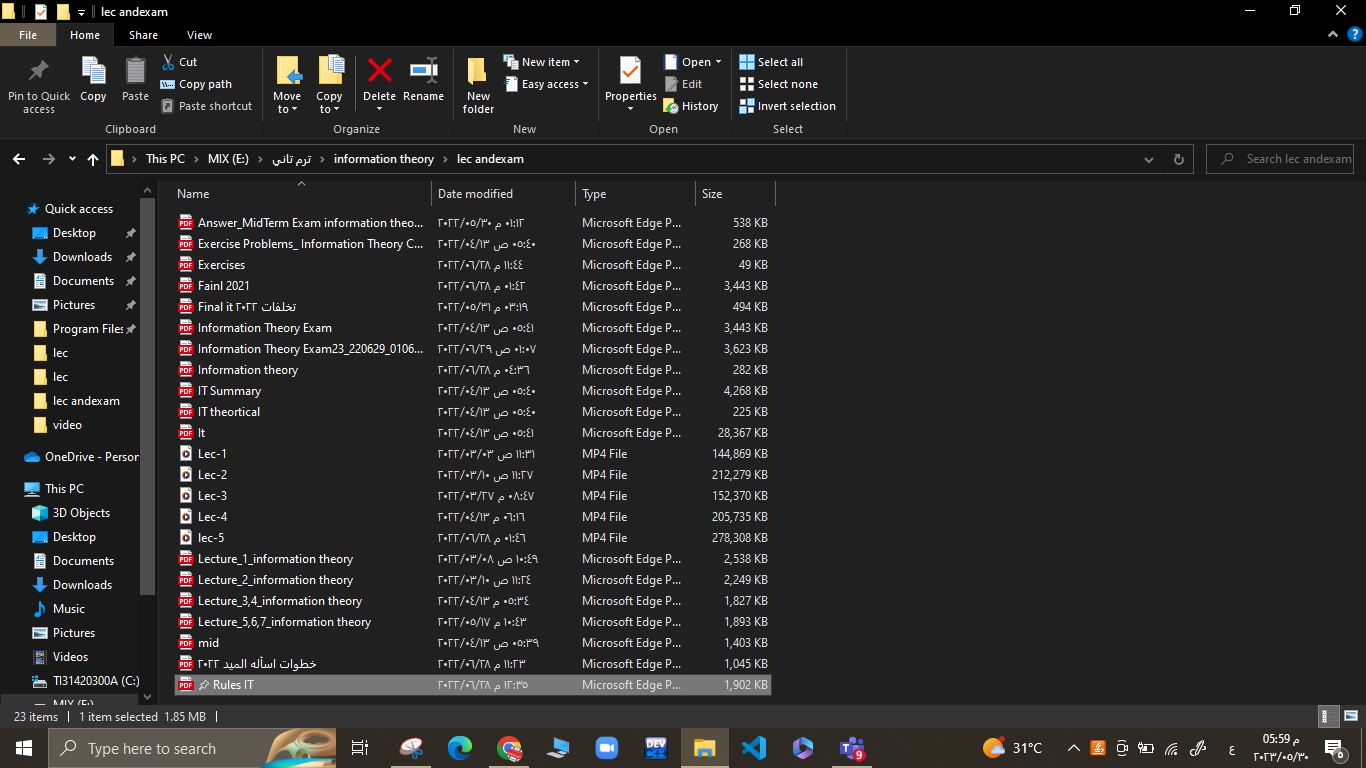 lec andexam
File Home Share View
Pin to Quick access
Copy
Paste
Cut
Copy path
Paste shortcut
Move to
Copy to
Delete
Rename
New folder
New item
Easy access
Properties
Open
Edit
History
Select all
Select none
Invert selection
Clipboard Organize New Open Select
This PC › MIX (E:) › ترم تاني › information theory › lec andexam
Search lec andexam
Quick access
Desktop
Downloads
Documents
Pictures
Program Files
lec
lec
lec andexam
video
OneDrive - Person
This PC
3D Objects
Desktop
Documents
Downloads
Music
Pictures
Videos
TI31420300A (C:)
MIX (E:)
Name Date modified Type Size
Answer_MidTerm Exam information theo... ٢٠٢٢/٠٥/٣٠ ٠١:١٢ م Microsoft Edge P... 538 KB
Exercise Problems_ Information Theory C... ٢٠٢٢/٠٤/١٣ ٠٥:٤٠ ص Microsoft Edge P... 268 KB
Exercises ٢٠٢٢/٠٦/٢٨ ١١:٤٤ م Microsoft Edge P... 49 KB
Fainl 2021 ٢٠٢٢/٠٦/٢٨ ٠١:٤٢ م Microsoft Edge P... 3,443 KB
Final it ٢٠٢٢ تخلفات ٢٠٢٢/٠٥/٣١ ٠٣:١٩ م Microsoft Edge P... 494 KB
Information Theory Exam ٢٠٢٢/٠٤/١٣ ٠٥:٤١ ص Microsoft Edge P... 3,443 KB
Information Theory Exam23_220629_0106... ٢٠٢٢/٠٦/٢٩ ٠١:٠٧ ص Microsoft Edge P... 3,623 KB
Information theory ٢٠٢٢/٠٦/٢٨ ٠٤:٣٦ م Microsoft Edge P... 282 KB
IT Summary ٢٠٢٢/٠٤/١٣ ٠٥:٤٠ ص Microsoft Edge P... 4,268 KB
IT theortical ٢٠٢٢/٠٤/١٣ ٠٥:٤٠ ص Microsoft Edge P... 225 KB
It ٢٠٢٢/٠٤/١٣ ٠٥:٤١ ص Microsoft Edge P... 28,367 KB
Lec-1 ٢٠٢٢/٠٣/٠٣ ١١:٣١ ص MP4 File 144,869 KB
Lec-2 ٢٠٢٢/٠٣/١٠ ١١:٢٧ ص MP4 File 212,279 KB
Lec-3 ٢٠٢٢/٠٣/٢٧ ٠٨:٤٧ م MP4 File 152,370 KB
Lec-4 ٢٠٢٢/٠٤/١٣ ٠٦:١٦ م MP4 File 205,735 KB
lec-5 ٢٠٢٢/٠٦/٢٨ ٠١:٤٦ م MP4 File 278,308 KB
Lecture_1_information theory ٢٠٢٢/٠٣/٠٨ ١٠:٤٩ ص Microsoft Edge P... 2,538 KB
Lecture_2_information theory ٢٠٢٢/٠٣/١٠ ١١:٢٤ ص Microsoft Edge P... 2,249 KB
Lecture_3,4_information theory ٢٠٢٢/٠٤/١٣ ٠٥:٣٤ م Microsoft Edge P... 1,827 KB
Lecture_5,6,7_information theory ٢٠٢٢/٠٥/١٧ ١٠:٤٣ م Microsoft Edge P... 1,893 KB
mid ٢٠٢٢/٠٤/١٣ ٠٥:٣٩ ص Microsoft Edge P... 1,403 KB
خطوات اسأله الميد ٢٠٢٢ ٢٠٢٢/٠٦/٢٨ ١١:٢٣ م Microsoft Edge P... 1,045 KB
📌 Rules IT ٢٠٢٢/٠٦/٢٨ ١٢:٣٥ م Microsoft Edge P... 1,902 KB
23 items 1 item selected 1.85 MB
Type here to search
DEV
9
31°C
ع
05:59 م
٢٠٢٣/٠٥/٣٠